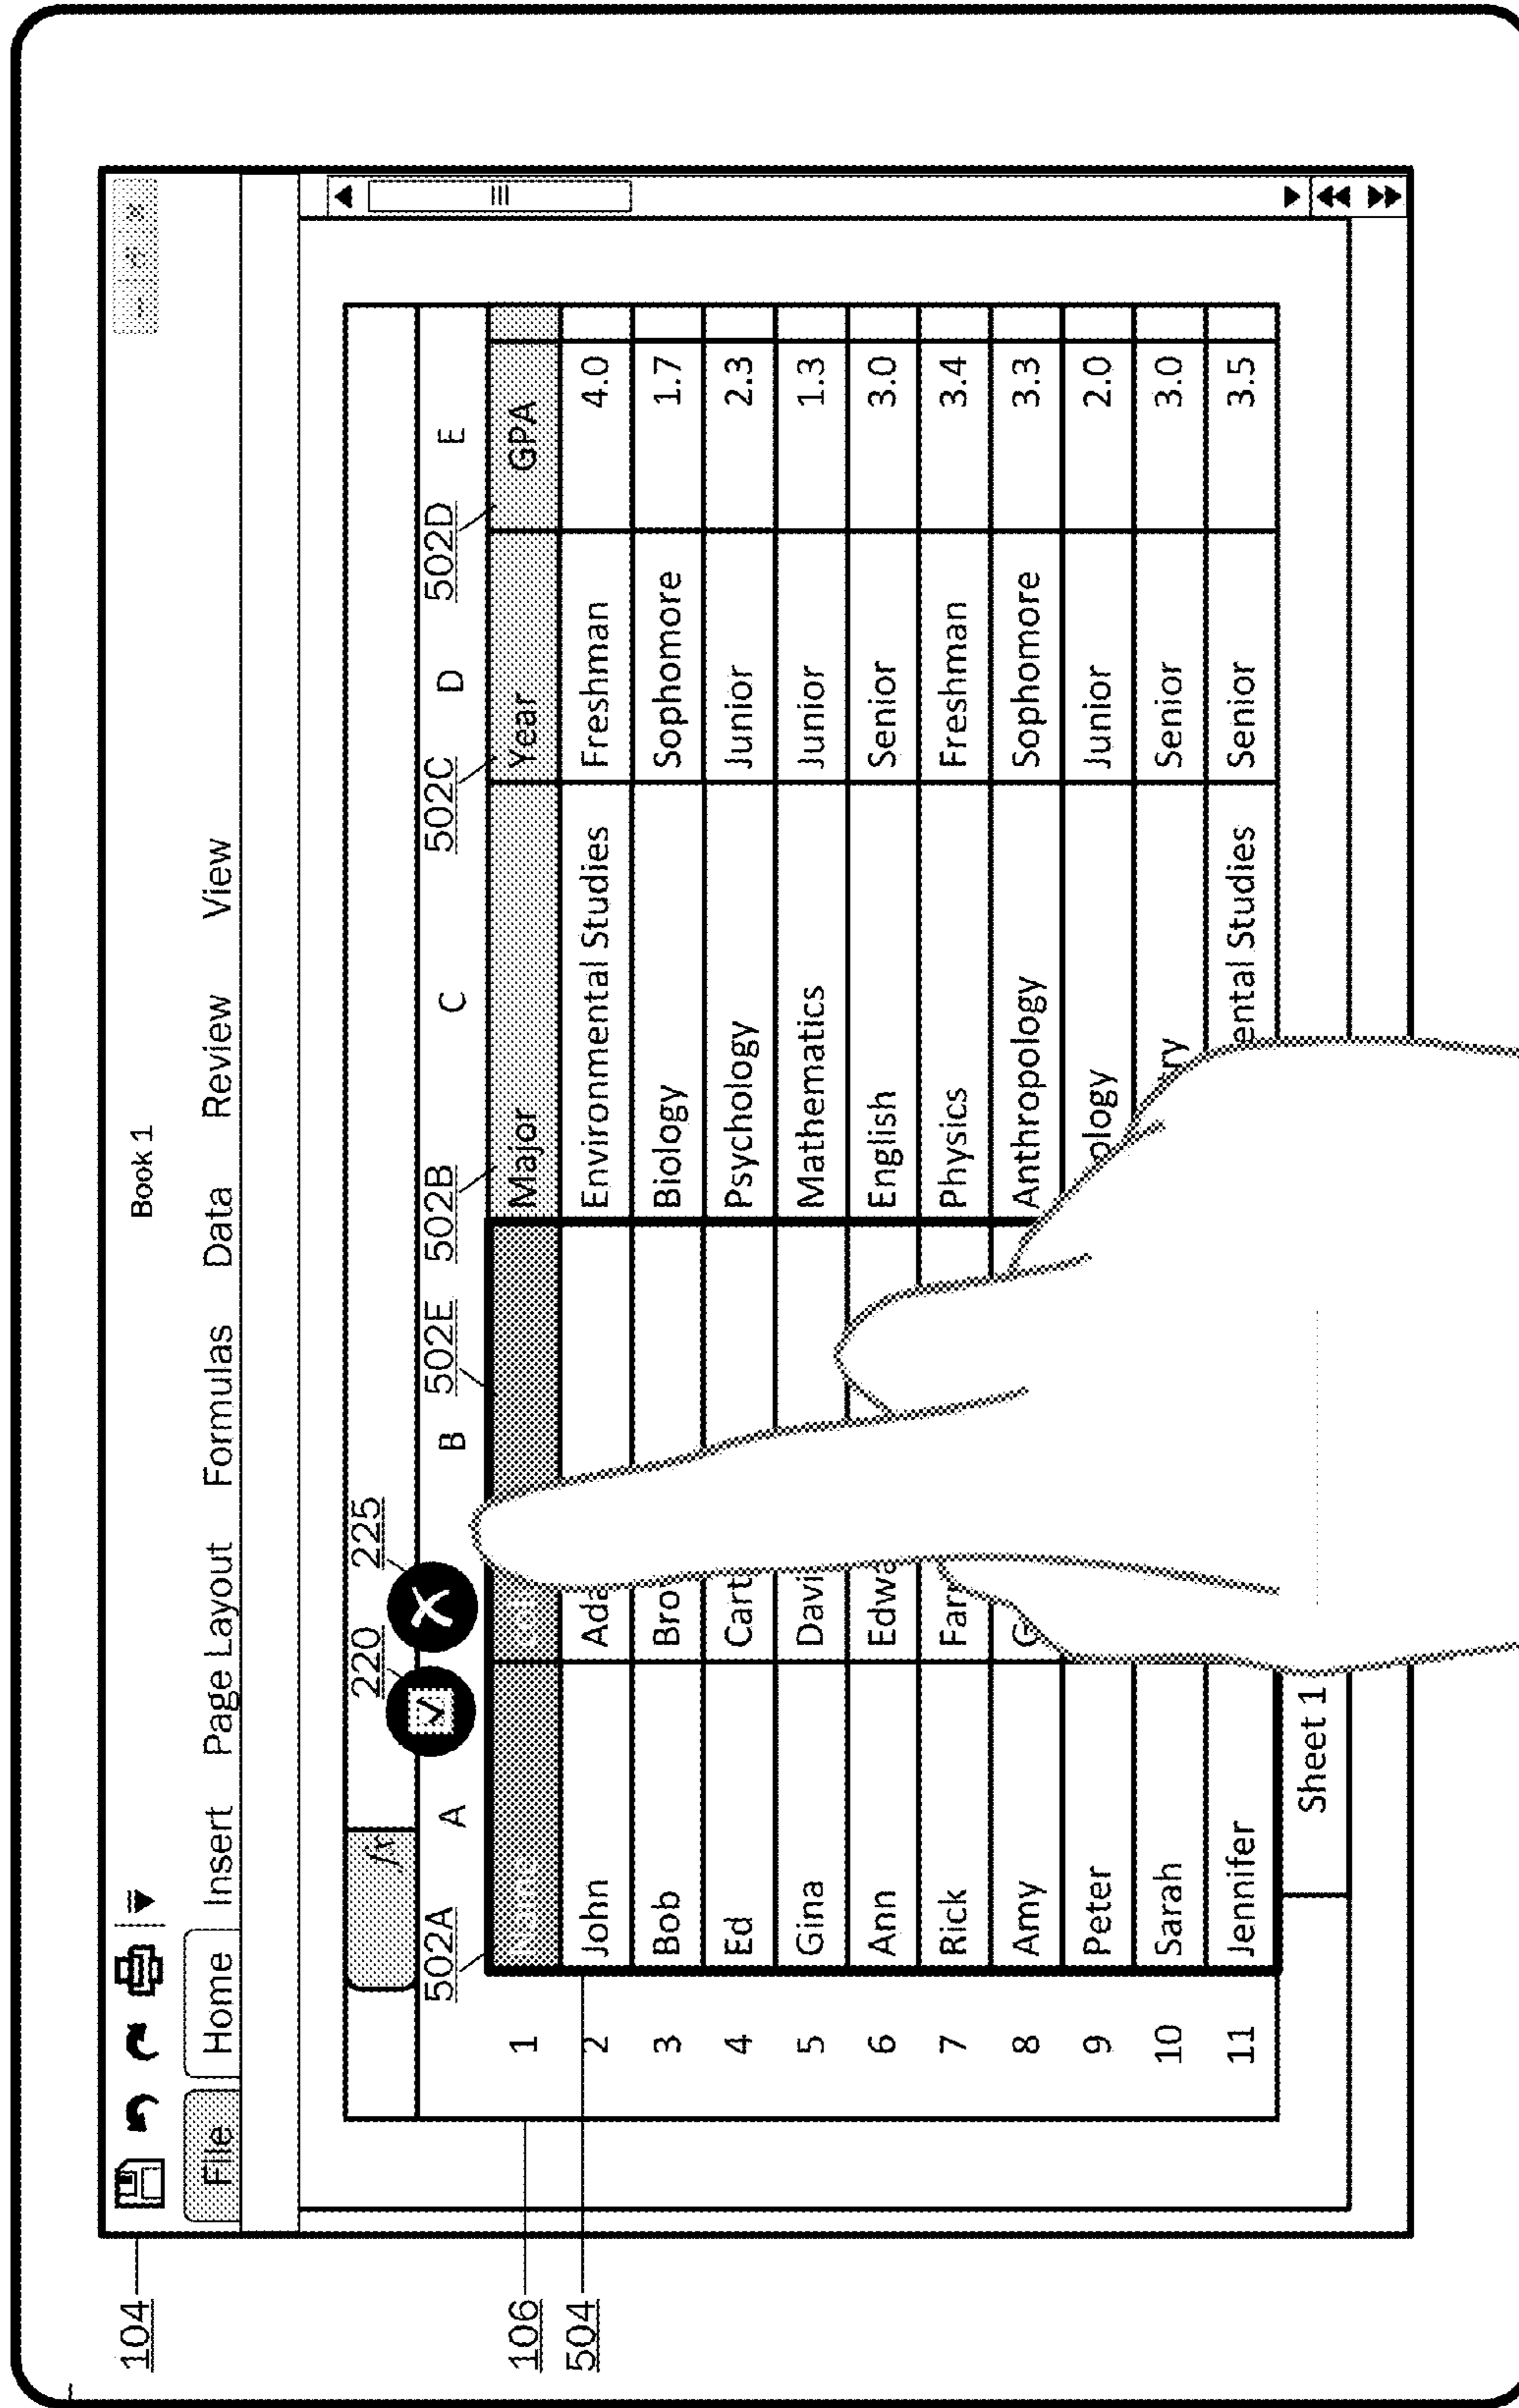 Book 1
104
File Home Insert Page Layout Formulas Data Review View
220 225
502A A B 502E 502B C 502C D 502D E
106 1 Major Year GPA
504 2 John Ada Environmental Studies Freshman 4.0
3 Bob Bro Biology Sophomore 1.7
4 Ed Cart Psychology Junior 2.3
5 Gina Davi Mathematics Junior 1.3
6 Ann Edwa English Senior 3.0
7 Rick Farr Physics Freshman 3.4
8 Amy G Anthropology Sophomore 3.3
9 Peter ology Junior 2.0
10 Sarah ry Senior 3.0
11 Jennifer ental Studies Senior 3.5
Sheet 1